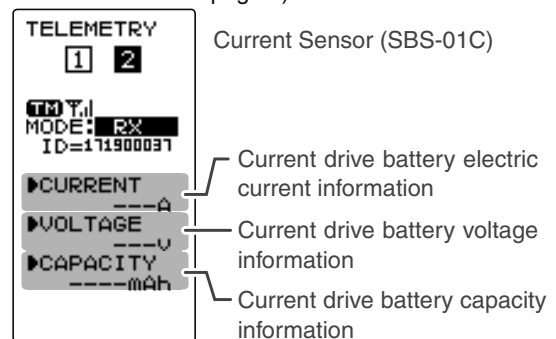 TELEMETRY
1 2
TM
MODE: RX
ID=171900037
▶CURRENT
---A
▶VOLTAGE
---V
▶CAPACITY
----mAh
Current Sensor (SBS-01C)
Current drive battery electric
current information
Current drive battery voltage
information
Current drive battery capacity
information